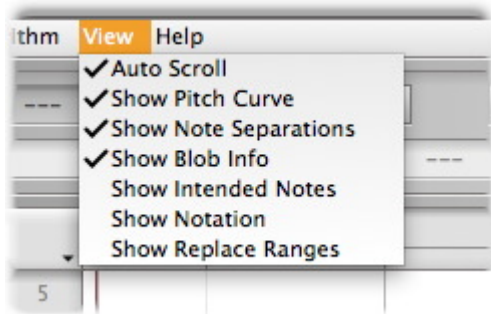 ithm View Help
Auto Scroll
--- Show Pitch Curve
Show Note Separations
Show Blob Info ---
Show Intended Notes
Show Notation
Show Replace Ranges
5